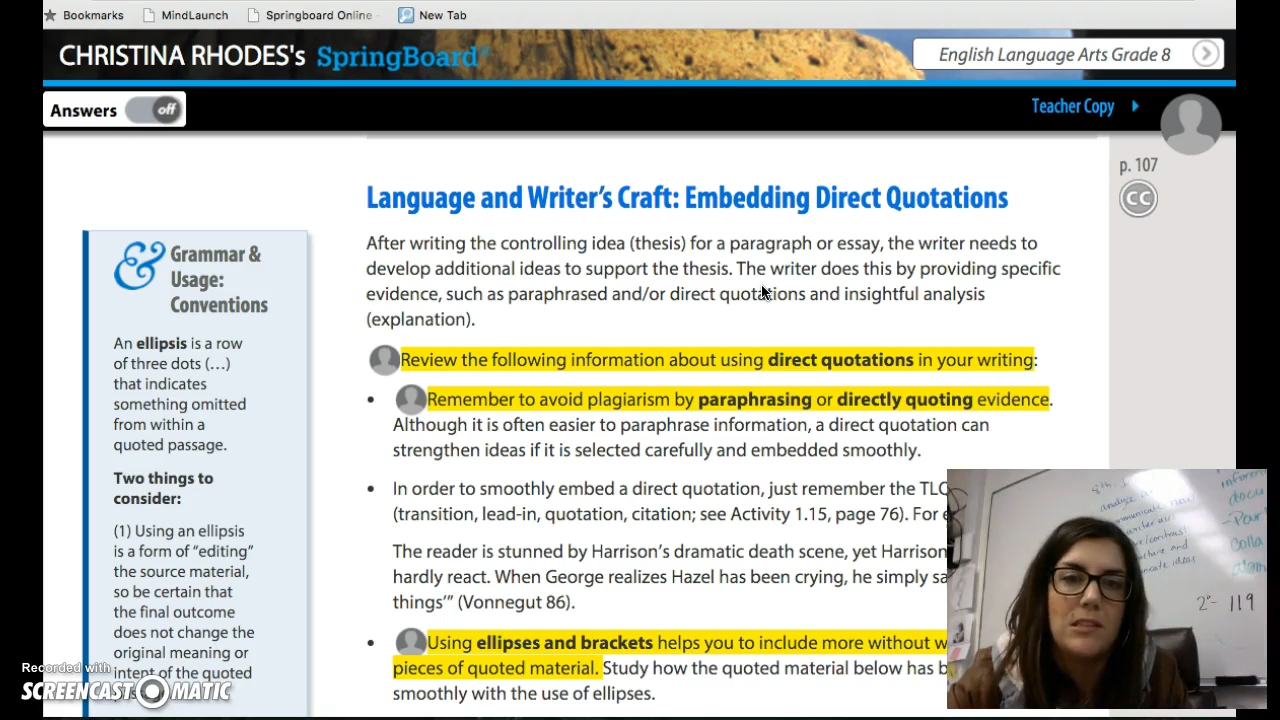 Bookmarks MindLaunch Springboard Online New Tab
CHRISTINA RHODES's SpringBoard
English Language Arts Grade 8
Answers off
Teacher Copy
p. 107
CC
Language and Writer's Craft: Embedding Direct Quotations
After writing the controlling idea (thesis) for a paragraph or essay, the writer needs to
develop additional ideas to support the thesis. The writer does this by providing specific
evidence, such as paraphrased and/or direct quotations and insightful analysis
(explanation).
Review the following information about using direct quotations in your writing:
• Remember to avoid plagiarism by paraphrasing or directly quoting evidence.
Although it is often easier to paraphrase information, a direct quotation can
strengthen ideas if it is selected carefully and embedded smoothly.
• In order to smoothly embed a direct quotation, just remember the TLC
(transition, lead-in, quotation, citation; see Activity 1.15, page 76). For e
The reader is stunned by Harrison's dramatic death scene, yet Harrison
hardly react. When George realizes Hazel has been crying, he simply sa
things'" (Vonnegut 86).
• Using ellipses and brackets helps you to include more without w
pieces of quoted material. Study how the quoted material below has b
smoothly with the use of ellipses.
& Grammar &
Usage:
Conventions
An ellipsis is a row
of three dots (…)
that indicates
something omitted
from within a
quoted passage.
Two things to
consider:
(1) Using an ellipsis
is a form of "editing"
the source material,
so be certain that
the final outcome
does not change the
original meaning or
intent of the quoted
Recorded with
SCREENCAST-O-MATIC
8th
analyze
structure and
ideas
docu
Colla
2°- 119